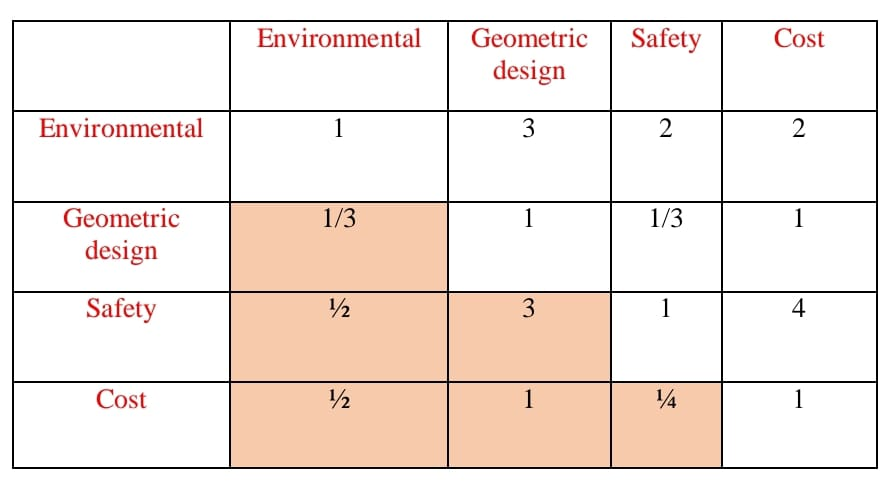 Environmental Geometric design Safety Cost
Environmental 1 3 2 2
Geometric design 1/3 1 1/3 1
Safety ½ 3 1 4
Cost ½ 1 ¼ 1